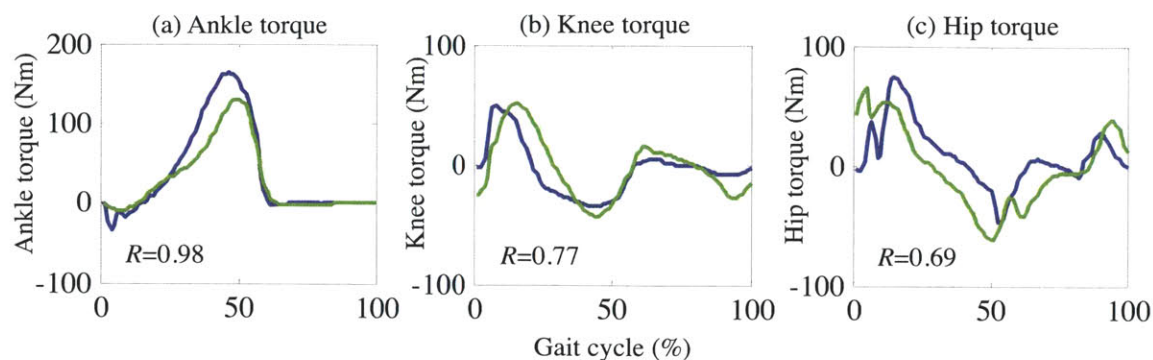 (a) Ankle torque
(b) Knee torque
(c) Hip torque
Ankle torque (Nm)
200
100
0
-100
R=0.98
0
50
100
Knee torque (Nm)
100
0
-100
R=0.77
0
50
100
Hip torque (Nm)
100
0
-100
R=0.69
0
50
100
Gait cycle (%)